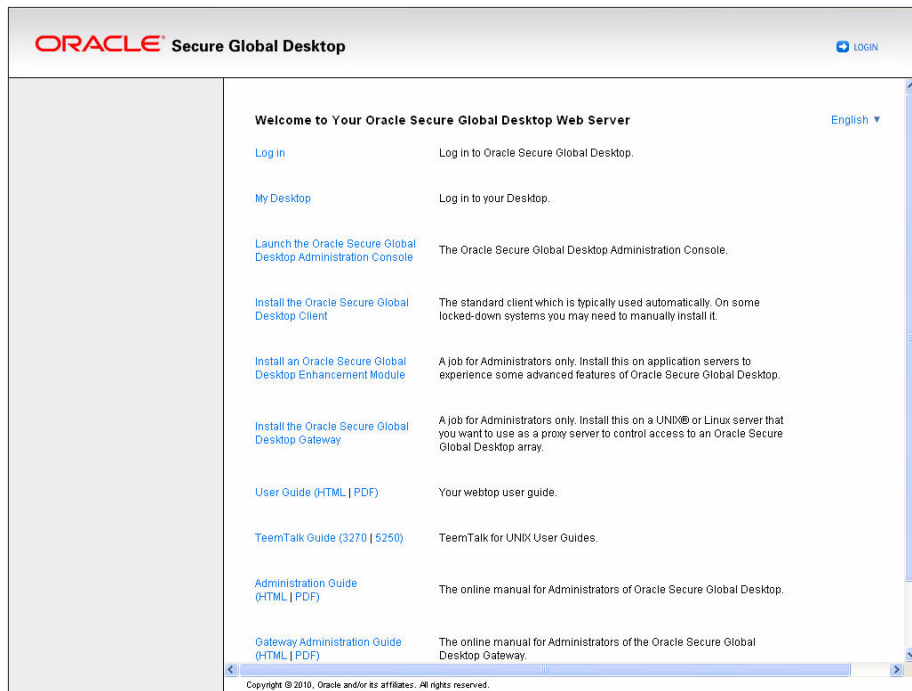 ORACLE® Secure Global Desktop
LOGIN
Welcome to Your Oracle Secure Global Desktop Web Server
English ▼
Log in
Log in to Oracle Secure Global Desktop.
My Desktop
Log in to your Desktop.
Launch the Oracle Secure Global
Desktop Administration Console
The Oracle Secure Global Desktop Administration Console.
Install the Oracle Secure Global
Desktop Client
The standard client which is typically used automatically. On some
locked-down systems you may need to manually install it.
Install an Oracle Secure Global
Desktop Enhancement Module
A job for Administrators only. Install this on application servers to
experience some advanced features of Oracle Secure Global Desktop.
Install the Oracle Secure Global
Desktop Gateway
A job for Administrators only. Install this on a UNIX® or Linux server that
you want to use as a proxy server to control access to an Oracle Secure
Global Desktop array.
User Guide (HTML | PDF)
Your webtop user guide.
TeemTalk Guide (3270 | 5250)
TeemTalk for UNIX User Guides.
Administration Guide
(HTML | PDF)
The online manual for Administrators of Oracle Secure Global Desktop.
Gateway Administration Guide
(HTML | PDF)
The online manual for Administrators of the Oracle Secure Global
Desktop Gateway.
Copyright © 2010, Oracle and/or its affiliates. All rights reserved.